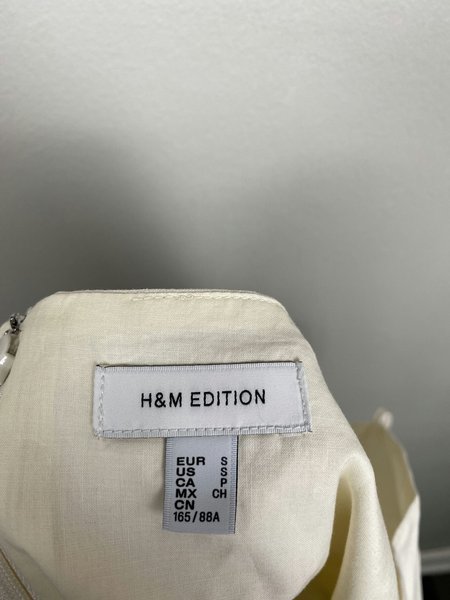 H&M EDITION
EUR S
US S
CA P
MX CH
CN
165/88A